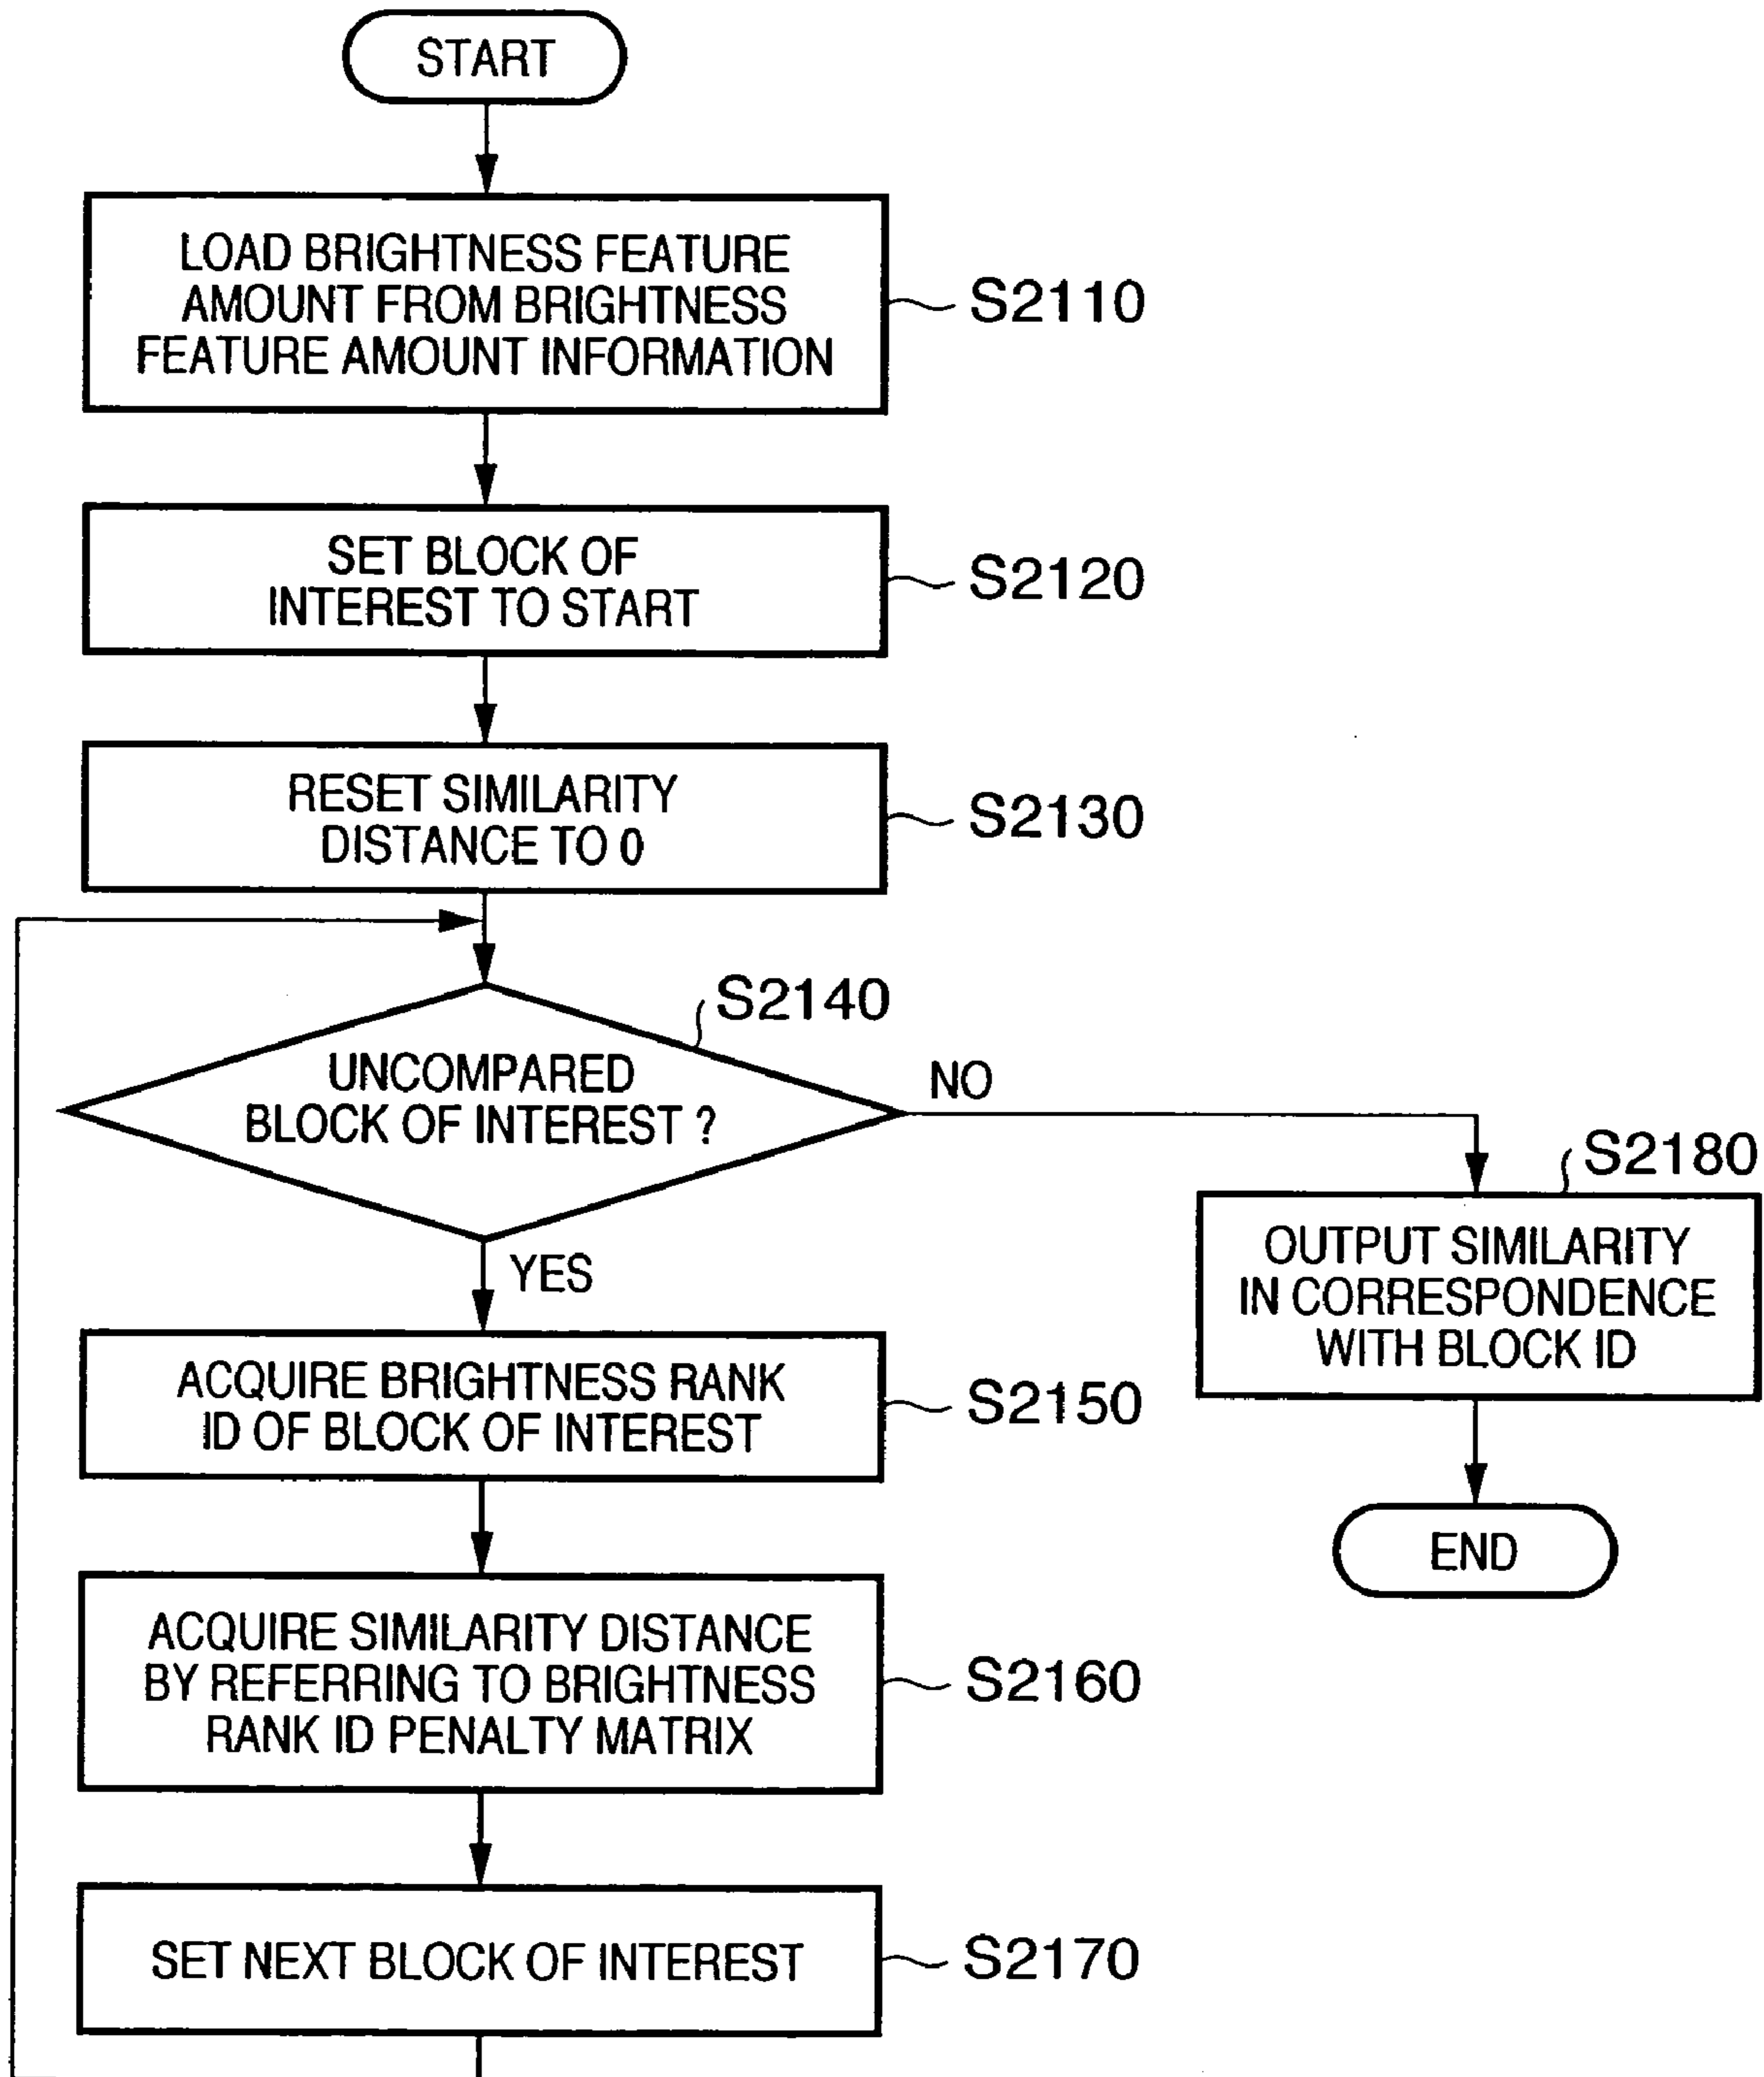 START
LOAD BRIGHTNESS FEATURE
AMOUNT FROM BRIGHTNESS
FEATURE AMOUNT INFORMATION
S2110
SET BLOCK OF
INTEREST TO START
S2120
RESET SIMILARITY
DISTANCE TO 0
S2130
S2140
UNCOMPARED
BLOCK OF INTEREST ?
NO
YES
S2180
OUTPUT SIMILARITY
IN CORRESPONDENCE
WITH BLOCK ID
END
ACQUIRE BRIGHTNESS RANK
ID OF BLOCK OF INTEREST
S2150
ACQUIRE SIMILARITY DISTANCE
BY REFERRING TO BRIGHTNESS
RANK ID PENALTY MATRIX
S2160
SET NEXT BLOCK OF INTEREST
S2170